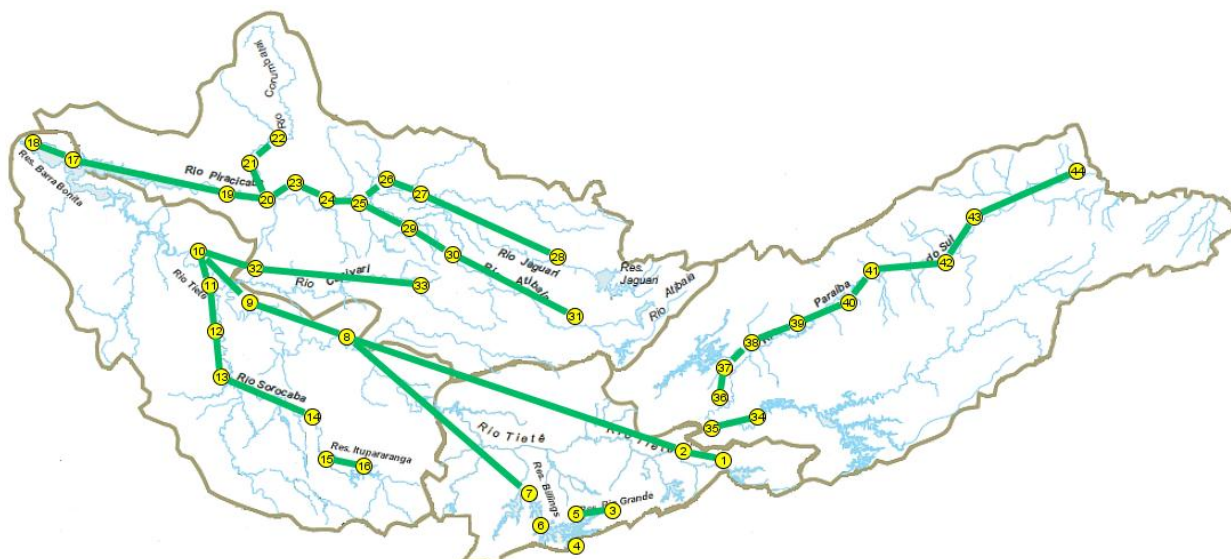 Rio Corumbataí
22
18
Res. Barra Bonita
17
21
Rio Piracicaba
19
20
23
24
25
26
27
44
43
do Sul
42
29
30
Rio Jaguari
28
Res.
Jaguari
Rio Atibaia
Rio Atibaia
31
10
Rio Tietê
11
32
Rio Capivari
33
9
12
8
41
Paraíba
40
39
38
37
36
13
Rio Sorocaba
14
34
35
Rio Tietê
Rio Tietê
2
1
15
Res. Itupararanga
16
7
Res. Billings
6
5
Rio Grande
3
4